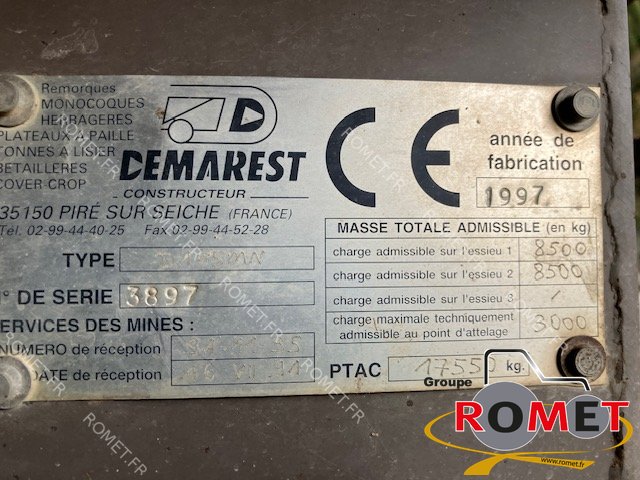 Remorques
MONOCOQUES
HERBAGERES
PLATEAUX A PAILLE
TONNES A LISIER
BETAILLERES
COVER CROP
D
DEMAREST
CONSTRUCTEUR
35150 PIRÉ SUR SEICHE (FRANCE)
Tél. 02-99-44-40-25 Fax 02-99-44-52-28
TYPE
N° DE SERIE 3897
SERVICES DES MINES :
NUMERO de réception
DATE de réception
CE
année de
fabrication
1997
MASSE TOTALE ADMISSIBLE (en kg)
charge admissible sur l'essieu 1 8500
charge admissible sur l'essieu 2 8500
charge admissible sur l'essieu 3 /
charge maximale techniquement
admissible au point d'attelage 3000
PTAC 17550 kg.
Groupe
ROMET
www.romet.fr
ROMET.FR